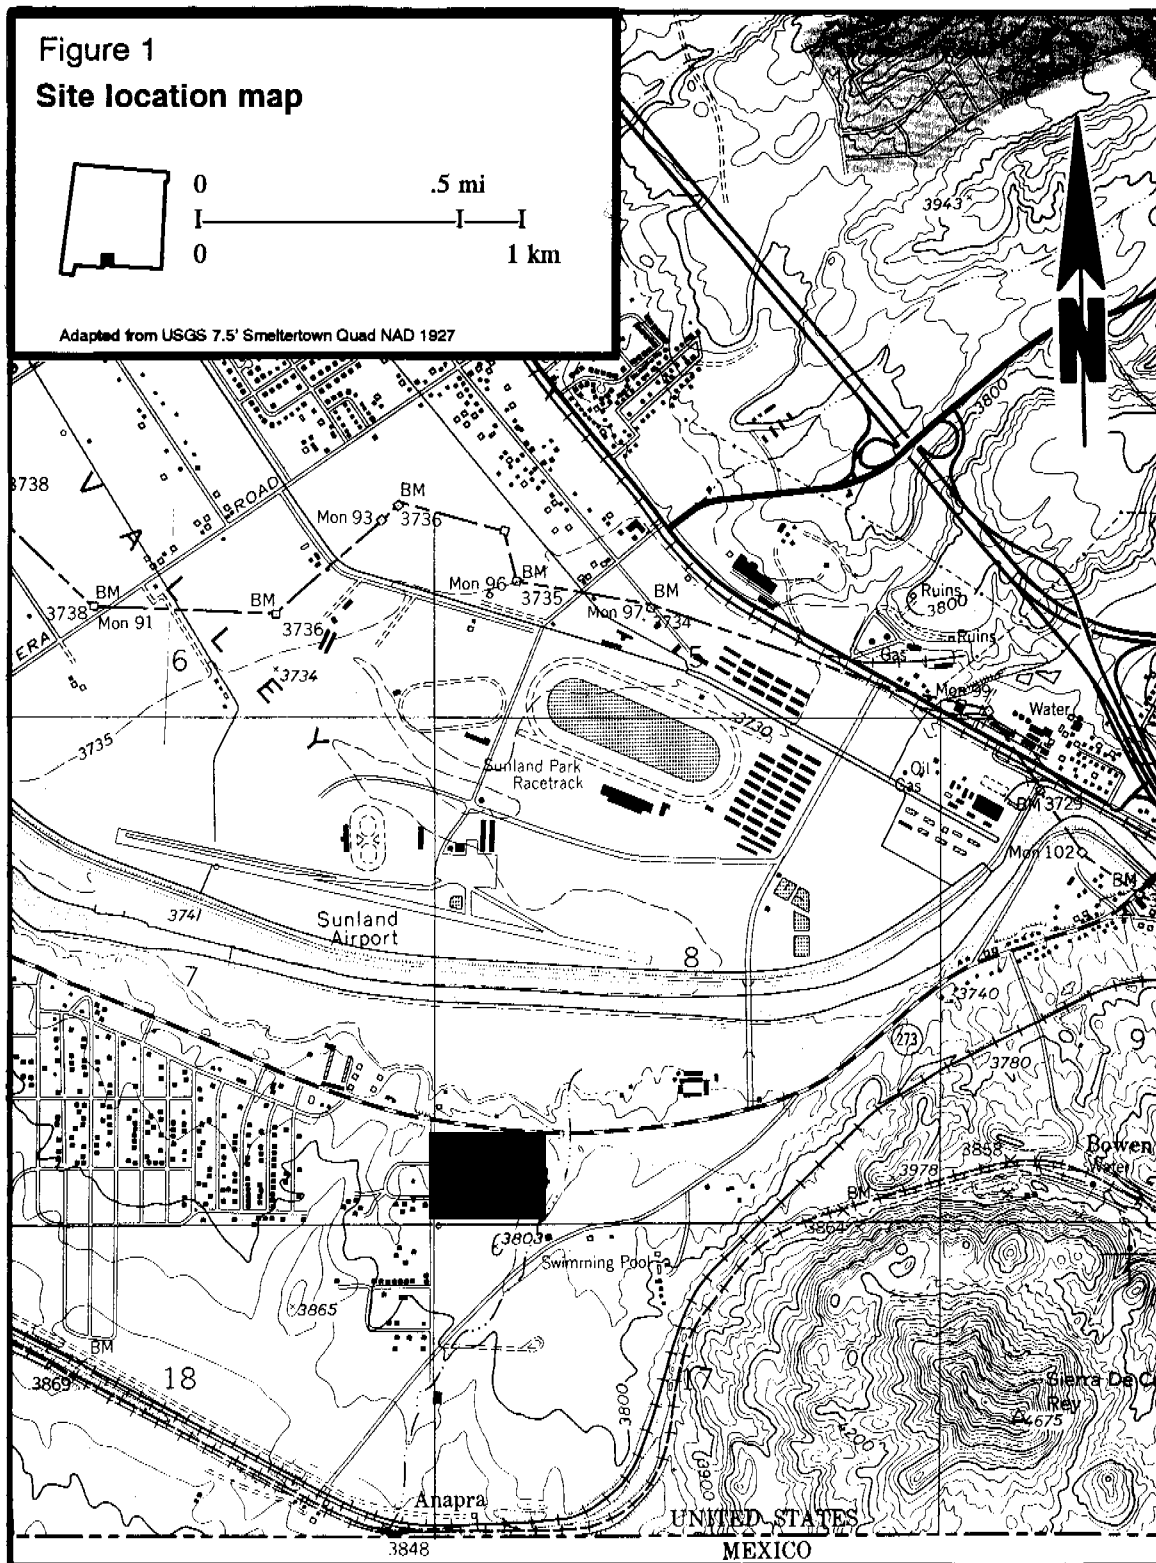 Figure 1
Site location map
0 .5 mi
0 1 km
Adapted from USGS 7.5' Smeltertown Quad NAD 1927
3943
N
3800
3738
V
A
L
L
E
Y
ROAD
BM
Mon 93
3736
Mon 96
BM
3735
BM
3738
Mon 91
BM
3736
Mon 97
BM
3734
Ruins
3800
Ruins
ERA
6
3734
5
Gas
Mon 99
Water
3735
3730
Sunland Park
Racetrack
Oil
Gas
BM 3729
Mon 102
BM
3741
Sunland
Airport
7
8
3740
273
9
3780
3858
Bowen
Water
3978
BM
3864
3803
Swimming Pool
3865
BM
3869
18
17
3800
Sierra De C
Rey
4675
4200
3900
Anapra
UNITED STATES
3848
MEXICO